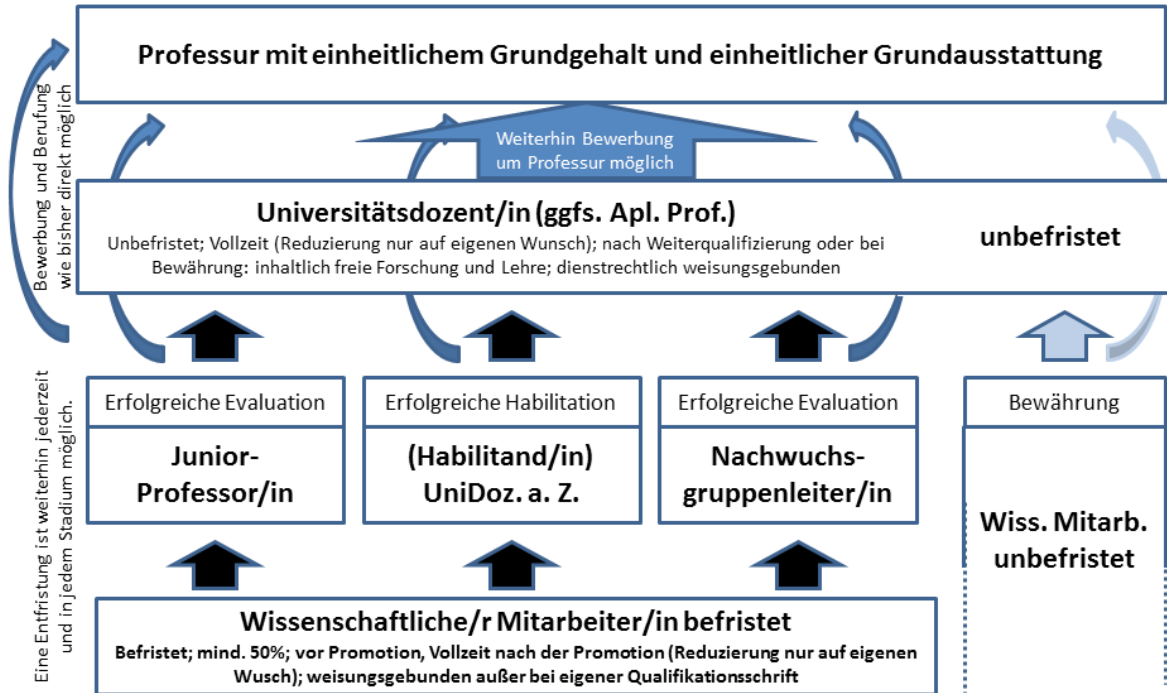 Professur mit einheitlichem Grundgehalt und einheitlicher Grundausstattung
Bewerbung und Berufung
wie bisher direkt möglich
Weiterhin Bewerbung
um Professur möglich
Universitätsdozent/in (ggfs. Apl. Prof.)
Unbefristet; Vollzeit (Reduzierung nur auf eigenen Wunsch); nach Weiterqualifizierung oder bei
Bewährung: inhaltlich freie Forschung und Lehre; dienstrechtlich weisungsgebunden
unbefristet
Eine Entfristung ist weiterhin jederzeit
und in jedem Stadium möglich.
Erfolgreiche Evaluation
Junior-
Professor/in
Erfolgreiche Habilitation
(Habilitand/in)
UniDoz. a. Z.
Erfolgreiche Evaluation
Nachwuchs-
gruppenleiter/in
Bewährung
Wiss. Mitarb.
unbefristet
Wissenschaftliche/r Mitarbeiter/in befristet
Befristet; mind. 50%; vor Promotion, Vollzeit nach der Promotion (Reduzierung nur auf eigenen
Wusch); weisungsgebunden außer bei eigener Qualifikationsschrift